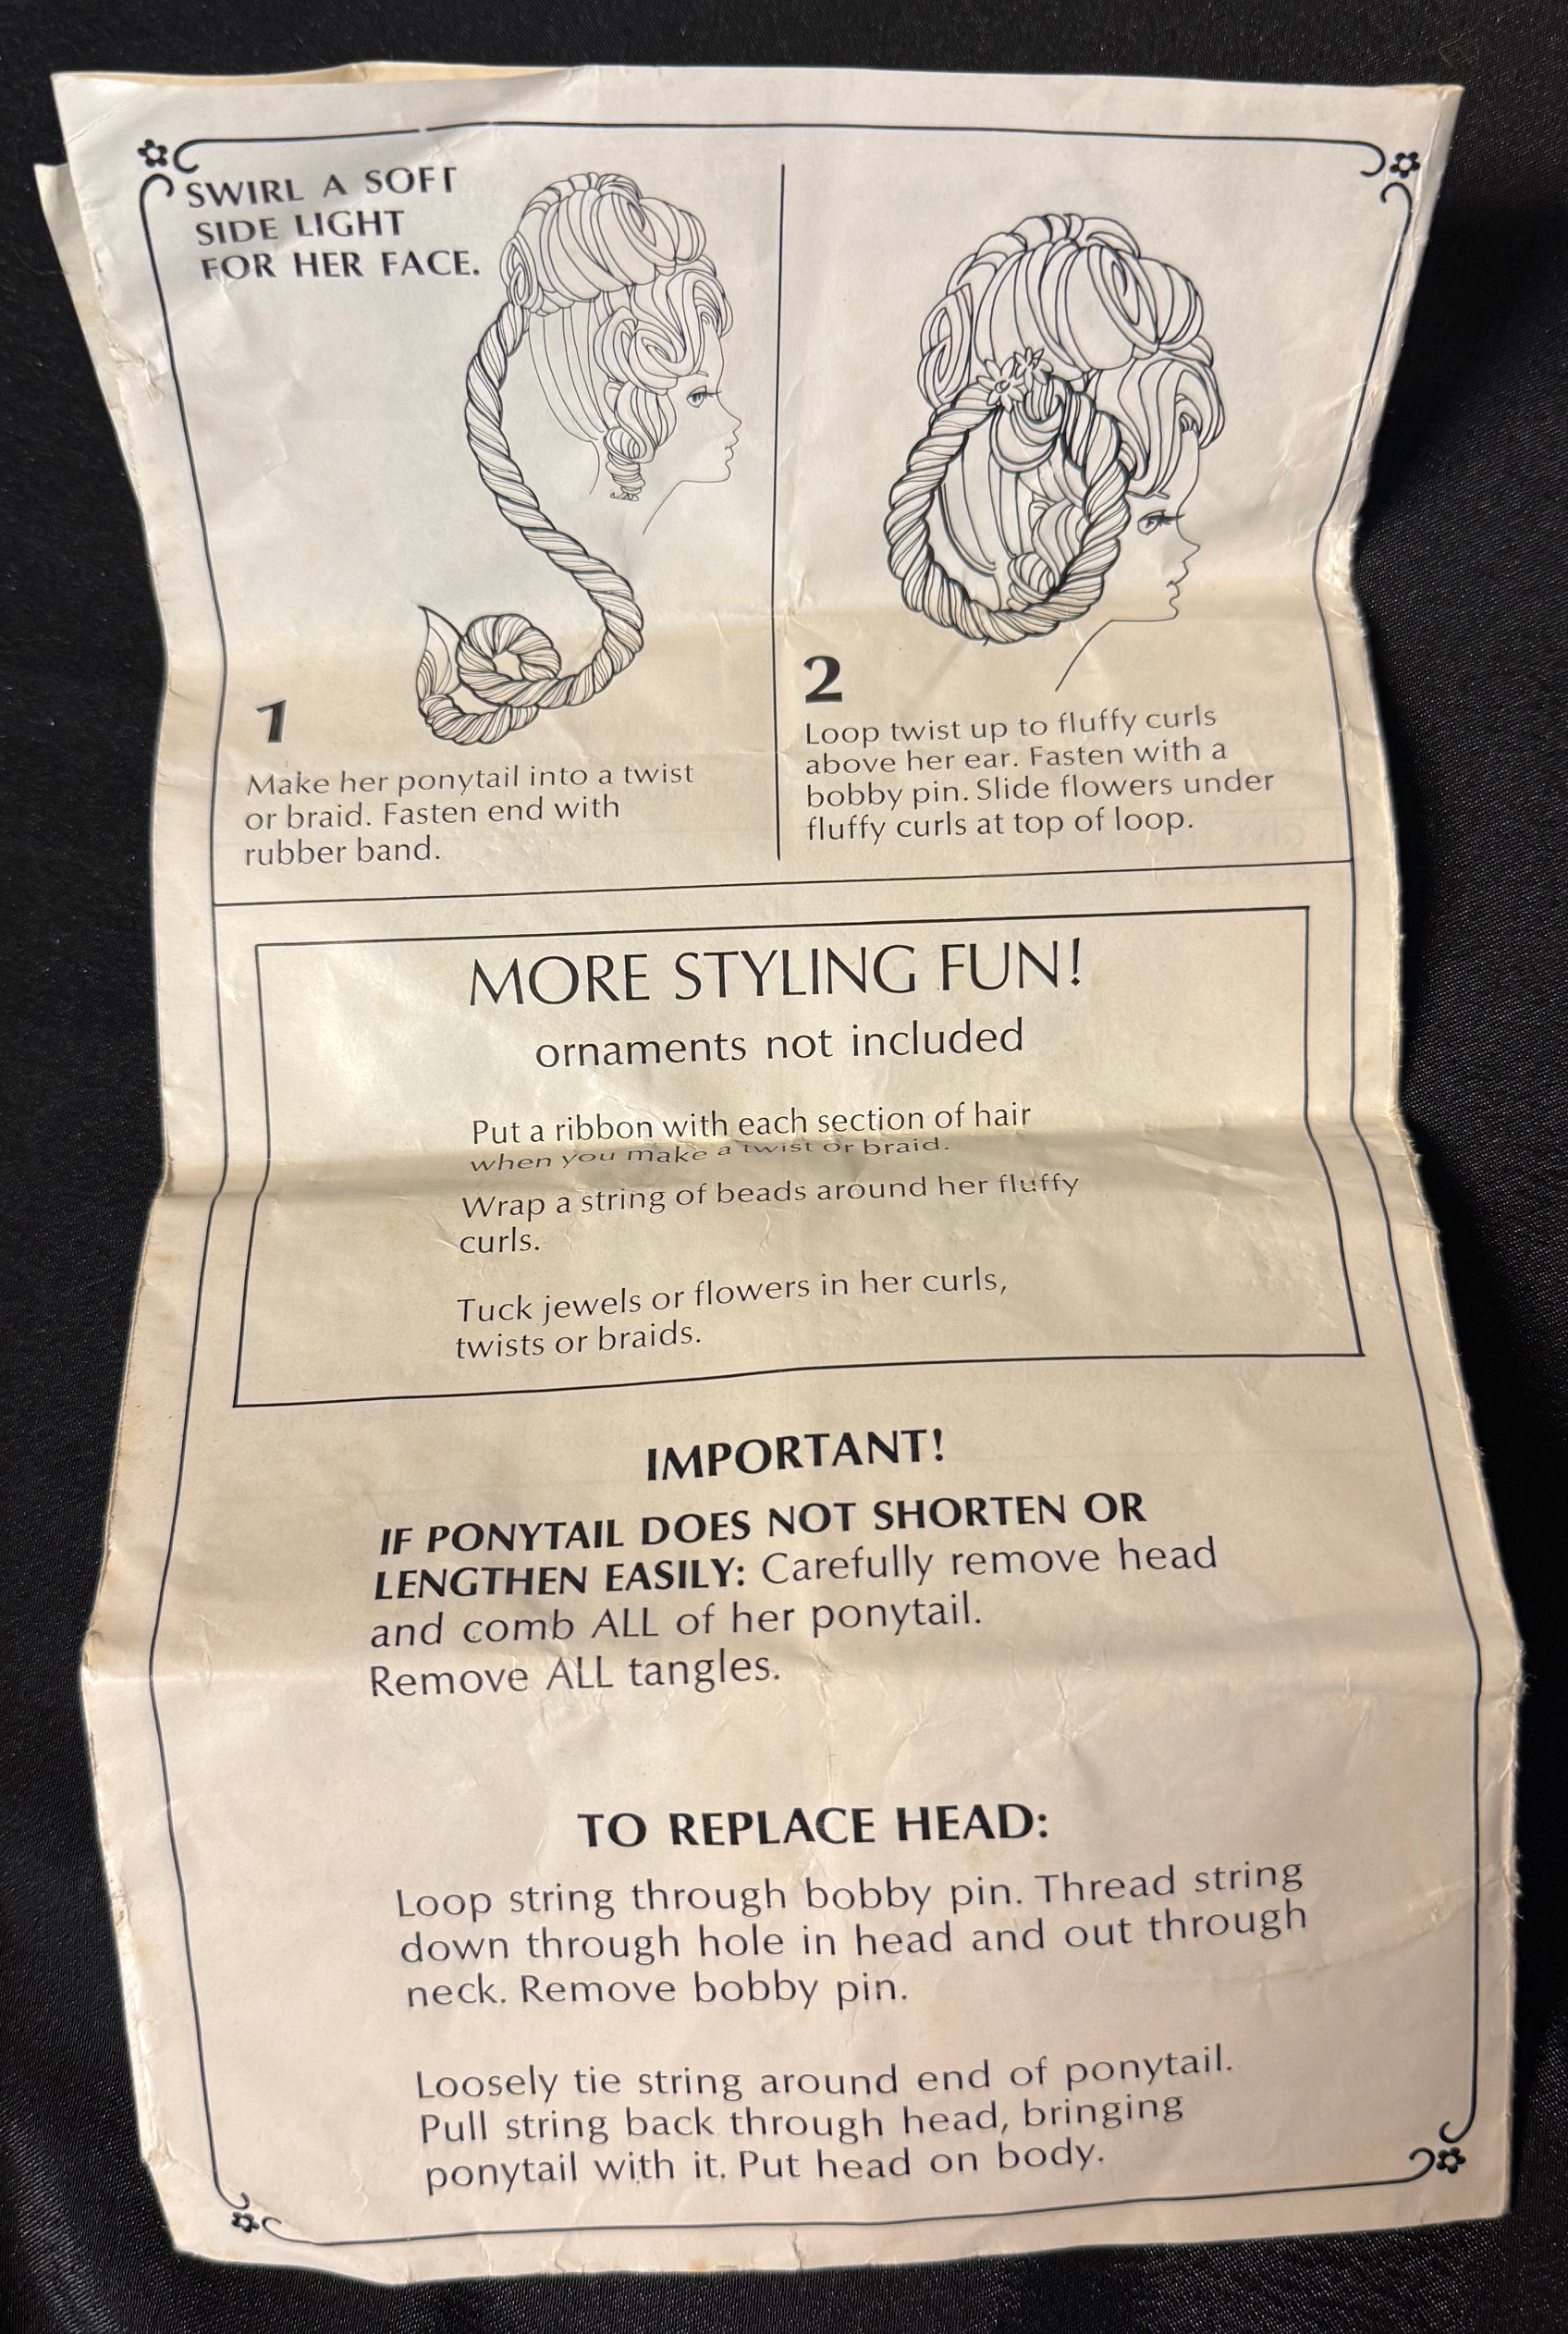 SWIRL A SOFT
SIDE LIGHT
FOR HER FACE.
1
Make her ponytail into a twist
or braid. Fasten end with
rubber band.
2
Loop twist up to fluffy curls
above her ear. Fasten with a
bobby pin. Slide flowers under
fluffy curls at top of loop.
MORE STYLING FUN!
ornaments not included
Put a ribbon with each section of hair
when you make a twist or braid.
Wrap a string of beads around her fluffy
curls.
Tuck jewels or flowers in her curls,
twists or braids.
IMPORTANT!
IF PONYTAIL DOES NOT SHORTEN OR
LENGTHEN EASILY: Carefully remove head
and comb ALL of her ponytail.
Remove ALL tangles.
TO REPLACE HEAD:
Loop string through bobby pin. Thread string
down through hole in head and out through
neck. Remove bobby pin.
Loosely tie string around end of ponytail.
Pull string back through head, bringing
ponytail with it. Put head on body.